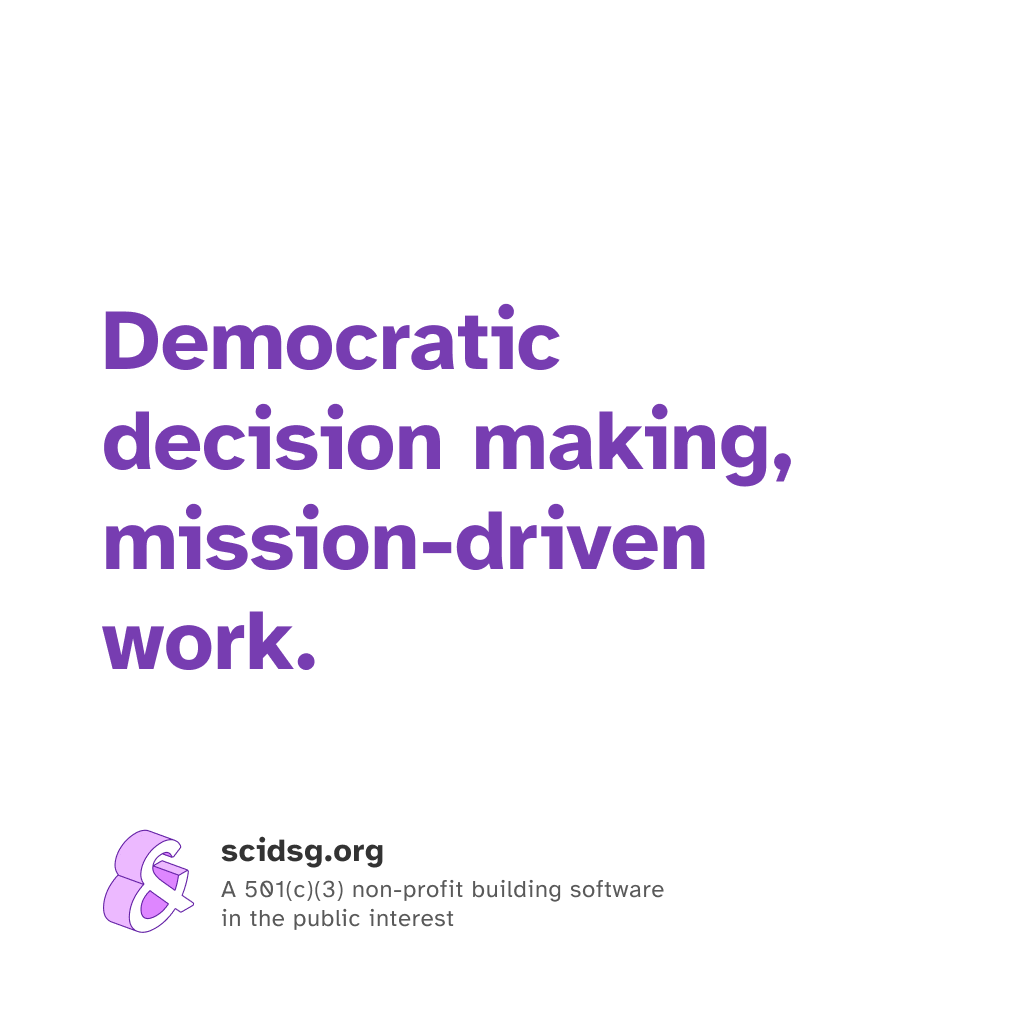 Democratic
decision making,
mission-driven
work.
&
scidsg.org
A 501(c)(3) non-profit building software
in the public interest